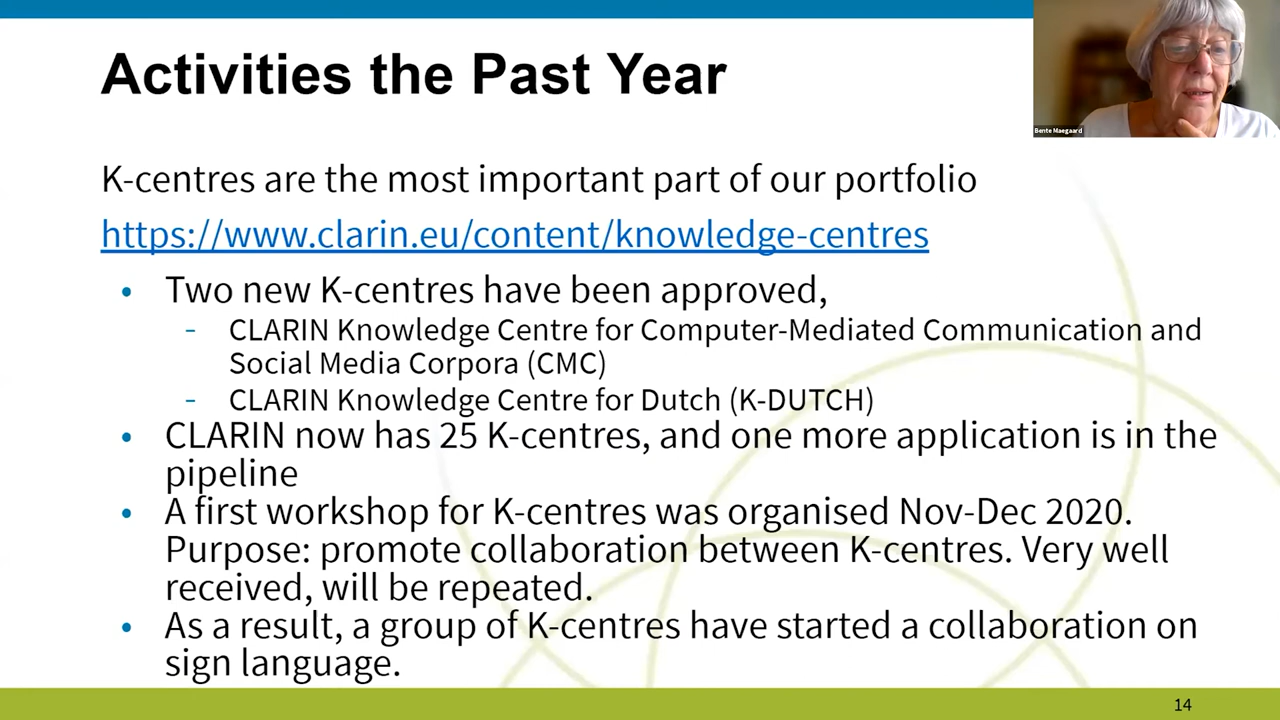 Activities the Past Year
Bente Maegaard
K-centres are the most important part of our portfolio
https://www.clarin.eu/content/knowledge-centres
• Two new K-centres have been approved,
- CLARIN Knowledge Centre for Computer-Mediated Communication and
Social Media Corpora (CMC)
- CLARIN Knowledge Centre for Dutch (K-DUTCH)
• CLARIN now has 25 K-centres, and one more application is in the
pipeline
• A first workshop for K-centres was organised Nov-Dec 2020.
Purpose: promote collaboration between K-centres. Very well
received, will be repeated.
• As a result, a group of K-centres have started a collaboration on
sign language.
14